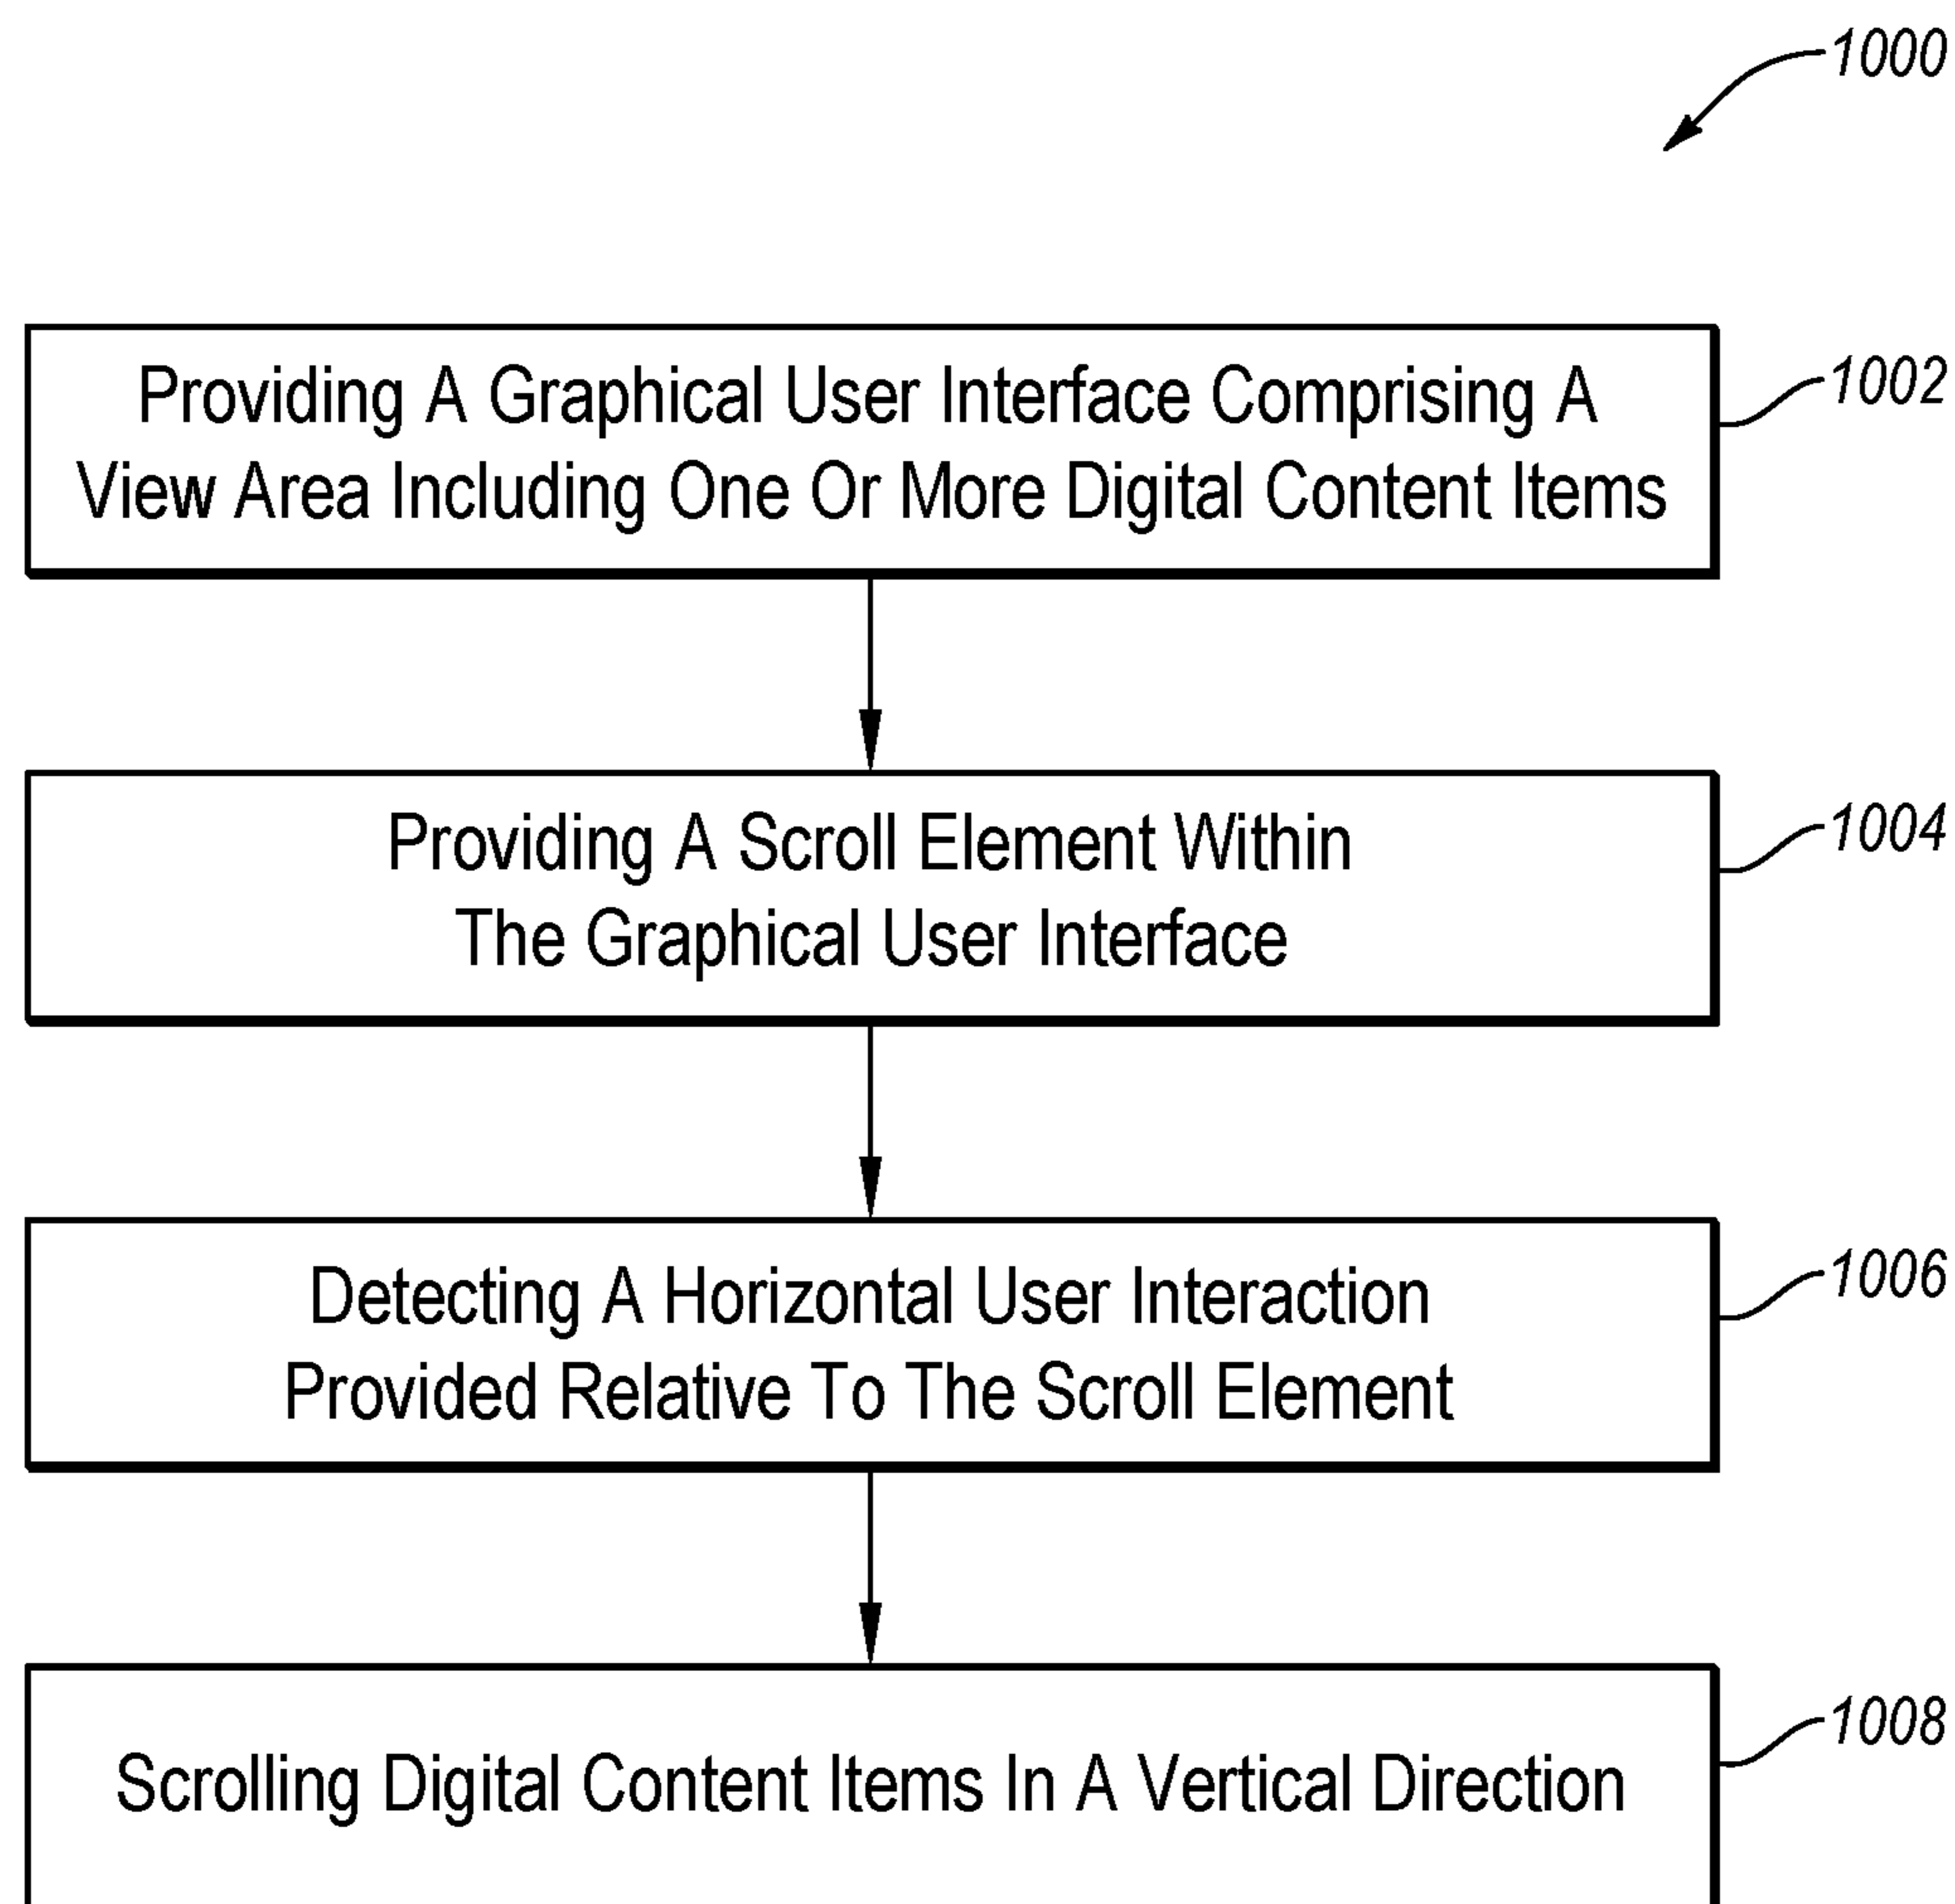 1000
Providing A Graphical User Interface Comprising A
View Area Including One Or More Digital Content Items
1002
Providing A Scroll Element Within
The Graphical User Interface
1004
Detecting A Horizontal User Interaction
Provided Relative To The Scroll Element
1006
Scrolling Digital Content Items In A Vertical Direction
1008